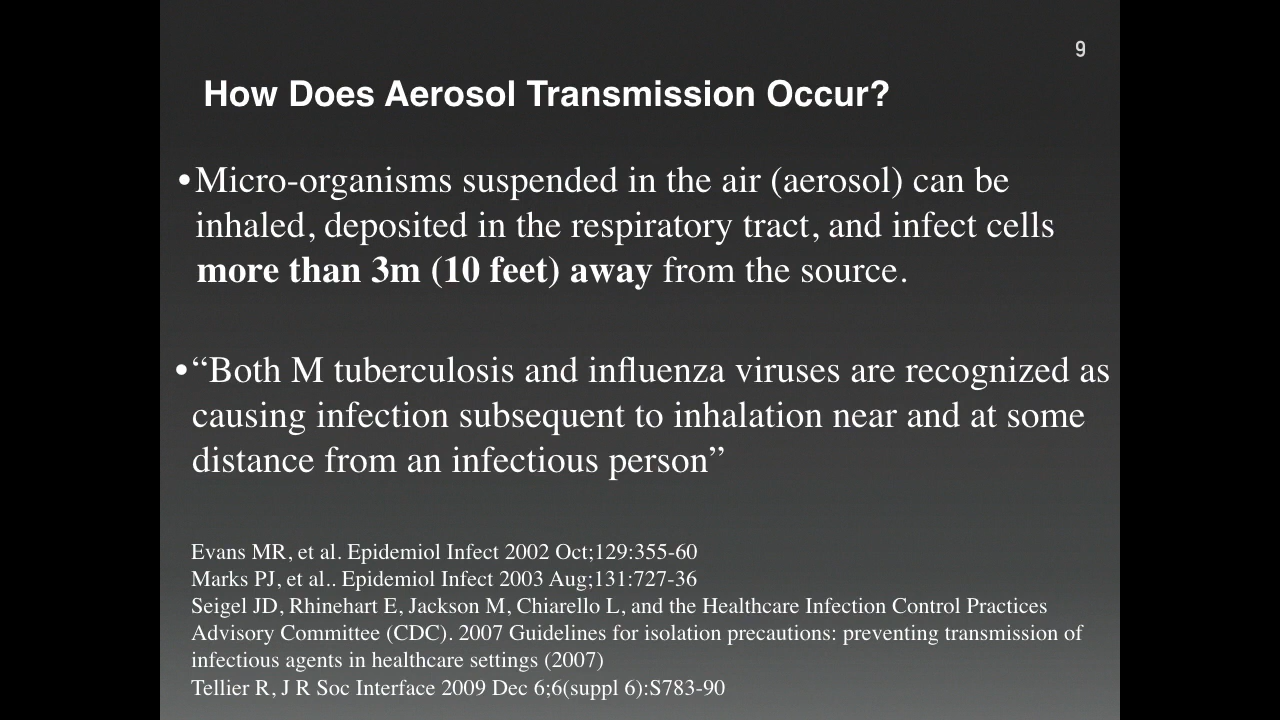 9
How Does Aerosol Transmission Occur?
•Micro-organisms suspended in the air (aerosol) can be
inhaled, deposited in the respiratory tract, and infect cells
more than 3m (10 feet) away from the source.
•“Both M tuberculosis and influenza viruses are recognized as
causing infection subsequent to inhalation near and at some
distance from an infectious person”
Evans MR, et al. Epidemiol Infect 2002 Oct;129:355-60
Marks PJ, et al.. Epidemiol Infect 2003 Aug;131:727-36
Seigel JD, Rhinehart E, Jackson M, Chiarello L, and the Healthcare Infection Control Practices
Advisory Committee (CDC). 2007 Guidelines for isolation precautions: preventing transmission of
infectious agents in healthcare settings (2007)
Tellier R, J R Soc Interface 2009 Dec 6;6(suppl 6):S783-90